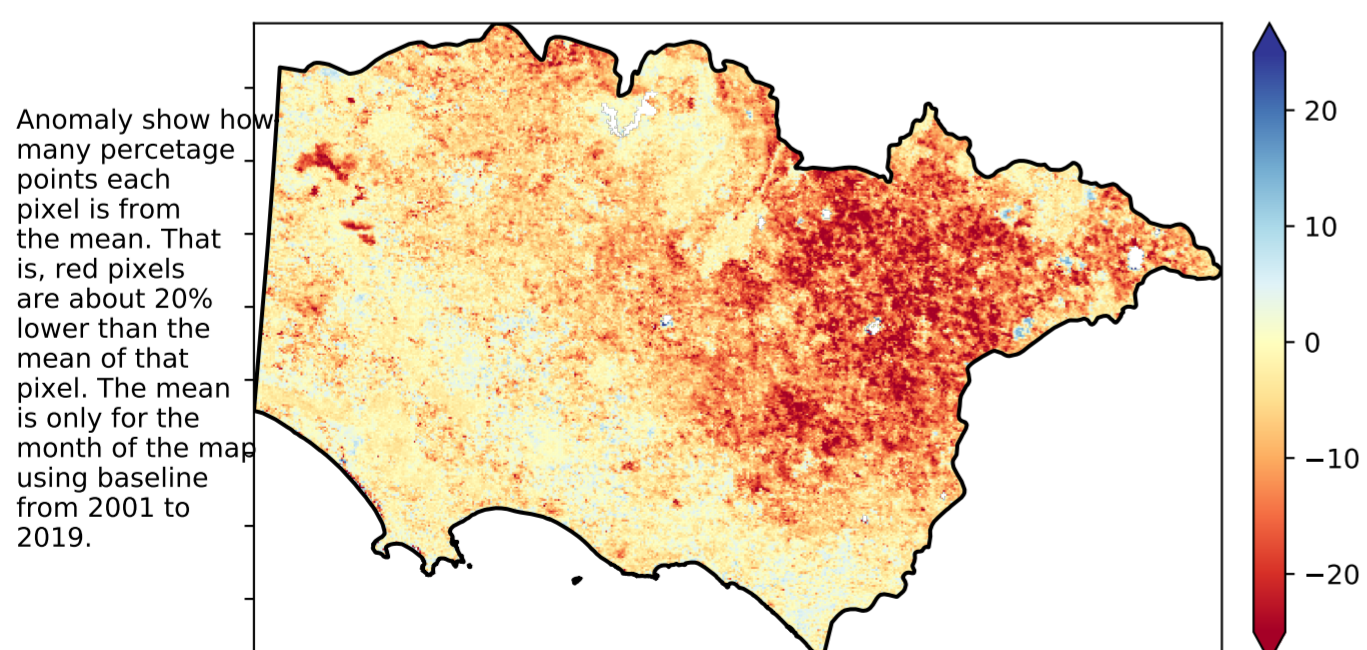 Anomaly show how
many percetage
points each
pixel is from
the mean. That
is, red pixels
are about 20%
lower than the
mean of that
pixel. The mean
is only for the
month of the map
using baseline
from 2001 to
2019.
20
10
0
−10
−20